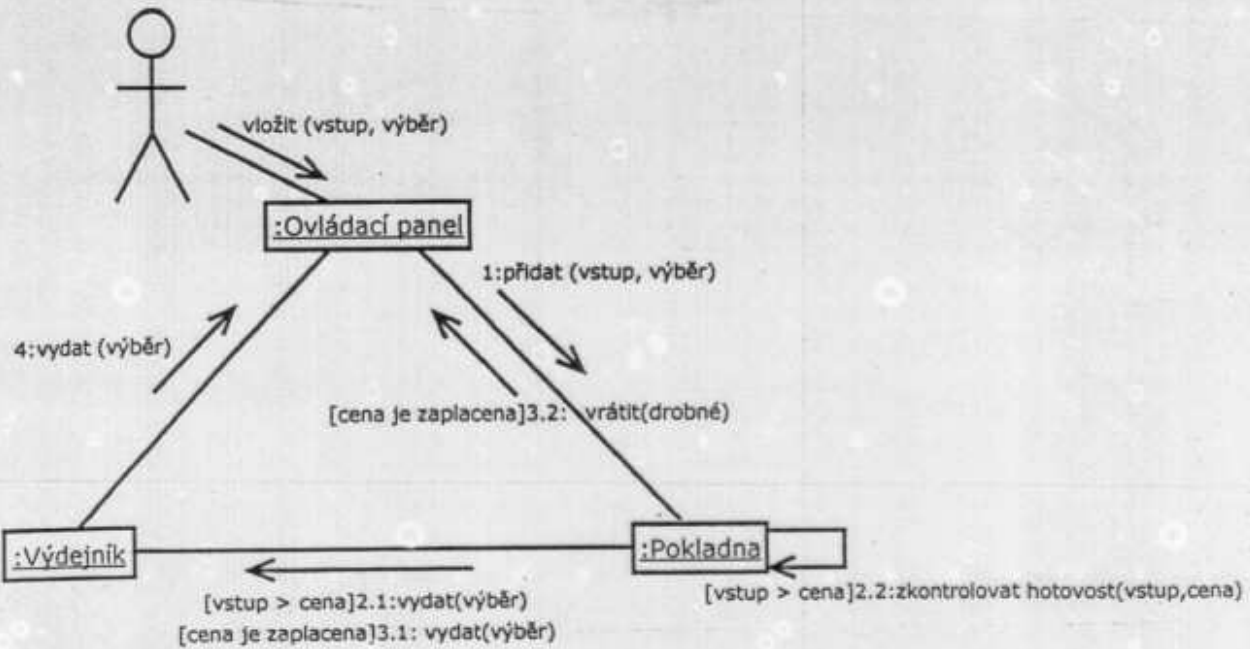 vložit (vstup, výběr)
:Ovládací panel
1:přidat (vstup, výběr)
4:vydat (výběr)
[cena je zaplacena]3.2: vrátit(drobné)
:Výdejník
:Pokladna
[vstup > cena]2.1:vydat(výběr)
[vstup > cena]2.2:zkontrolovat hotovost(vstup,cena)
[cena je zaplacena]3.1: vydat(výběr)